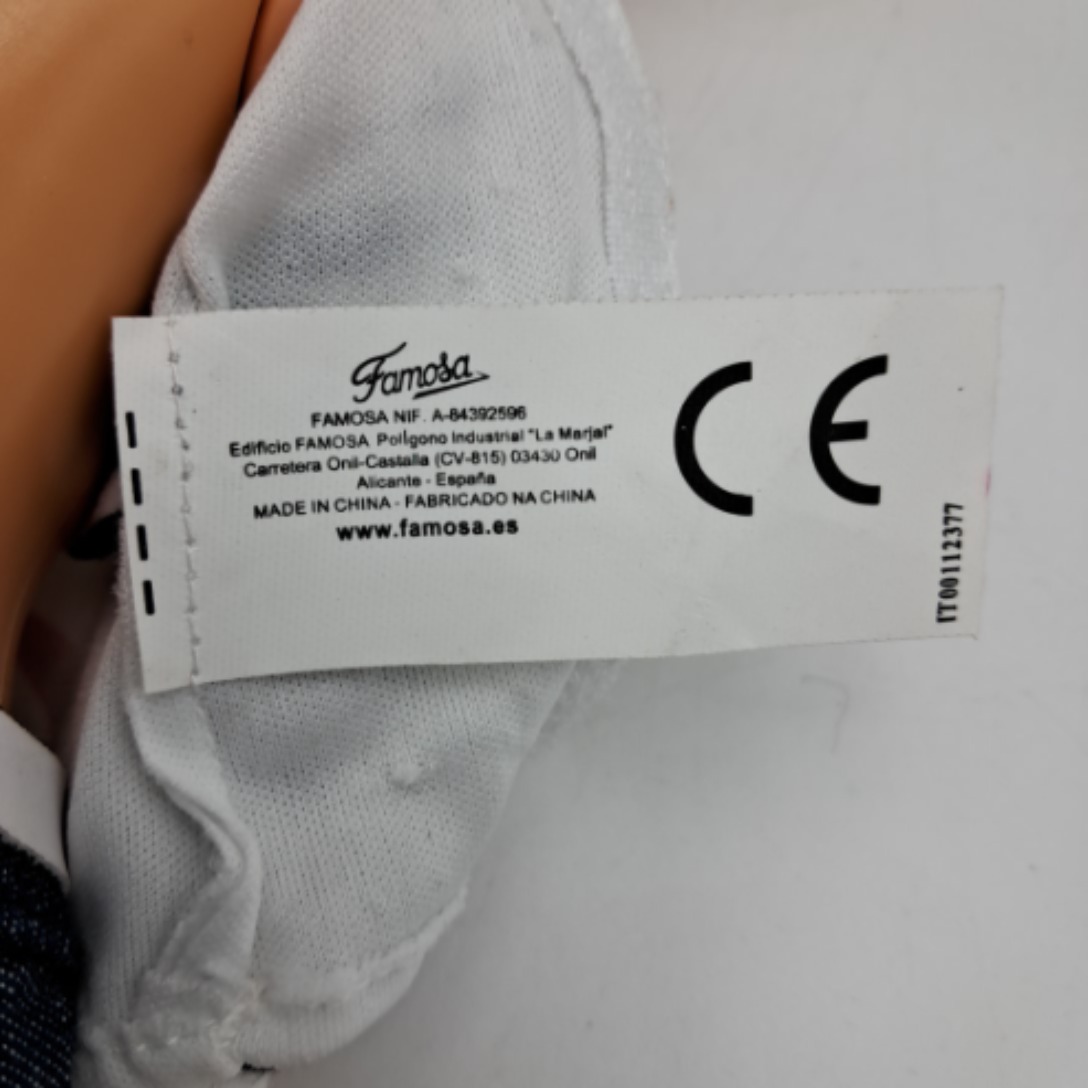 Famosa
FAMOSA NIF. A-84392596
Edificio FAMOSA Polígono Industrial "La Marjal"
Carretera Onil-Castalla (CV-815) 03430 Onil
Alicante - España
MADE IN CHINA - FABRICADO NA CHINA
www.famosa.es
CE
IT00112377